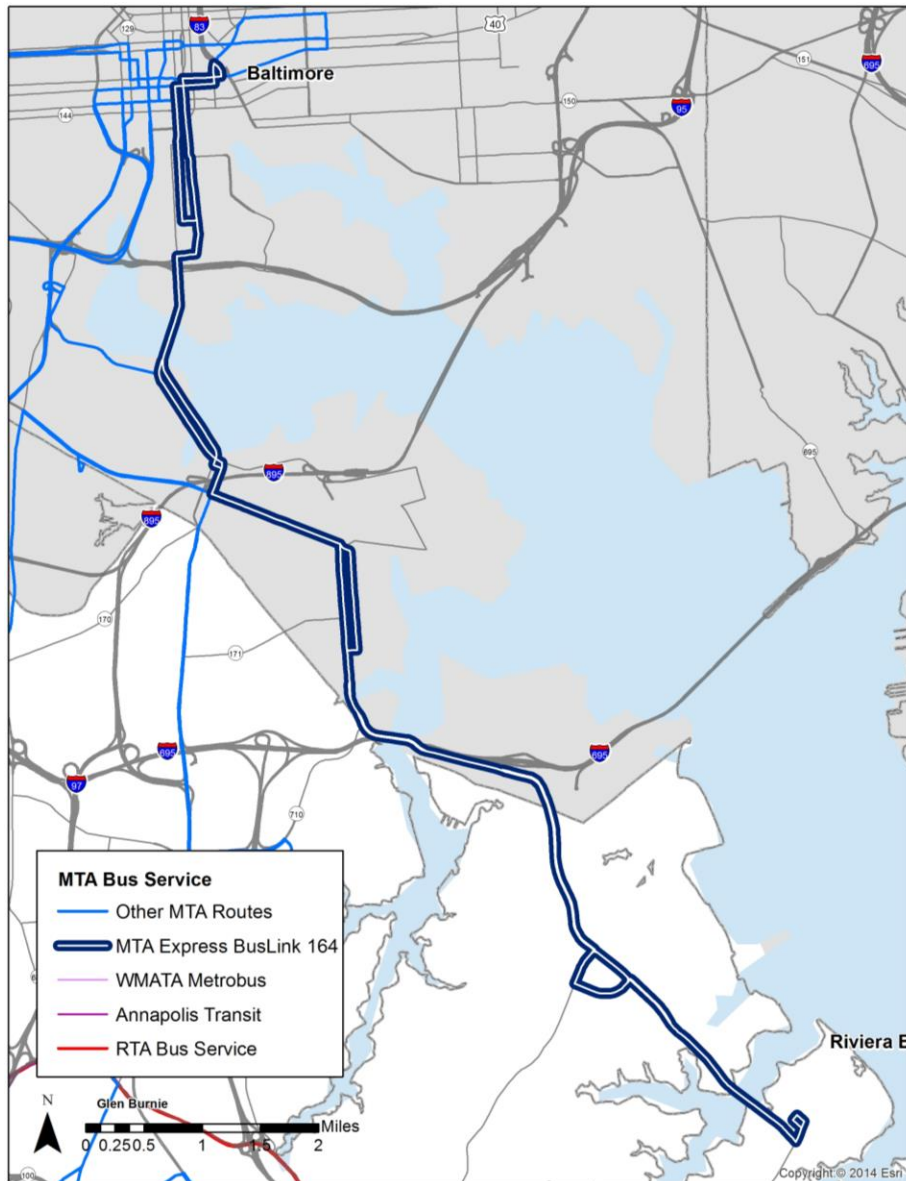 83
40
129
Baltimore
151
695
144
150
95
695
895
895
170
171
695
695
97
710
MTA Bus Service
Other MTA Routes
MTA Express BusLink 164
WMATA Metrobus
Annapolis Transit
RTA Bus Service
Riviera B
N
Glen Burnie
Miles
0 0.25 0.5 1 1.5 2
100
Copyright © 2014 Esri